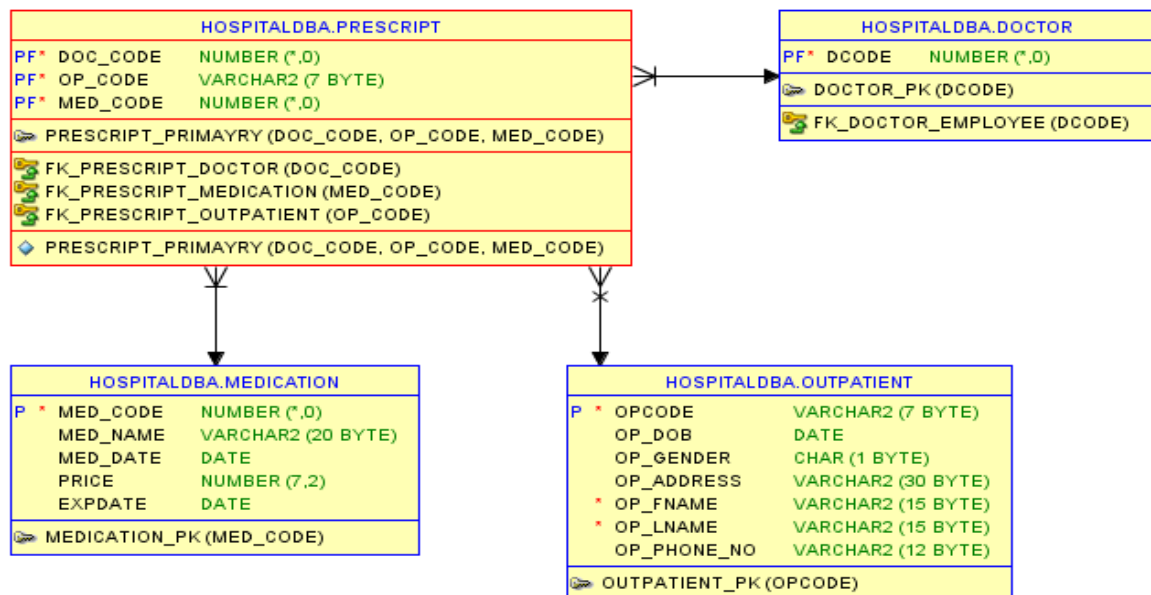 HOSPITALDBA.PRESCRIPT
PF* DOC_CODE NUMBER (*,0)
PF* OP_CODE VARCHAR2 (7 BYTE)
PF* MED_CODE NUMBER (*,0)
PRESCRIPT_PRIMAYRY (DOC_CODE, OP_CODE, MED_CODE)
FK_PRESCRIPT_DOCTOR (DOC_CODE)
FK_PRESCRIPT_MEDICATION (MED_CODE)
FK_PRESCRIPT_OUTPATIENT (OP_CODE)
PRESCRIPT_PRIMAYRY (DOC_CODE, OP_CODE, MED_CODE)
HOSPITALDBA.DOCTOR
PF* DCODE NUMBER (*,0)
DOCTOR_PK (DCODE)
FK_DOCTOR_EMPLOYEE (DCODE)
HOSPITALDBA.MEDICATION
P * MED_CODE NUMBER (*,0)
MED_NAME VARCHAR2 (20 BYTE)
MED_DATE DATE
PRICE NUMBER (7,2)
EXPDATE DATE
MEDICATION_PK (MED_CODE)
HOSPITALDBA.OUTPATIENT
P * OPCODE VARCHAR2 (7 BYTE)
OP_DOB DATE
OP_GENDER CHAR (1 BYTE)
OP_ADDRESS VARCHAR2 (30 BYTE)
* OP_FNAME VARCHAR2 (15 BYTE)
* OP_LNAME VARCHAR2 (15 BYTE)
OP_PHONE_NO VARCHAR2 (12 BYTE)
OUTPATIENT_PK (OPCODE)